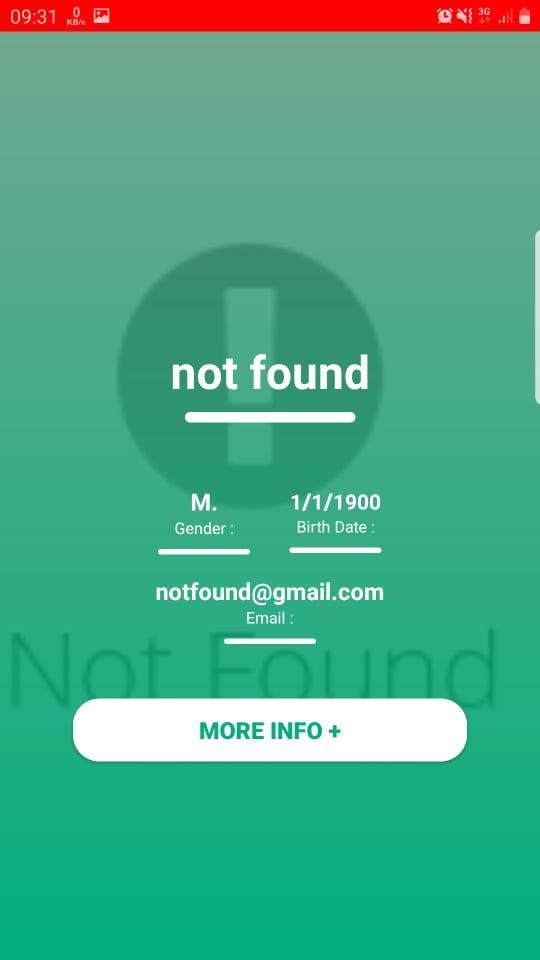 09:31 0 KB/s 3G
not found
M. 1/1/1900
Gender : Birth Date :
notfound@gmail.com
Email :
Not Found
MORE INFO +